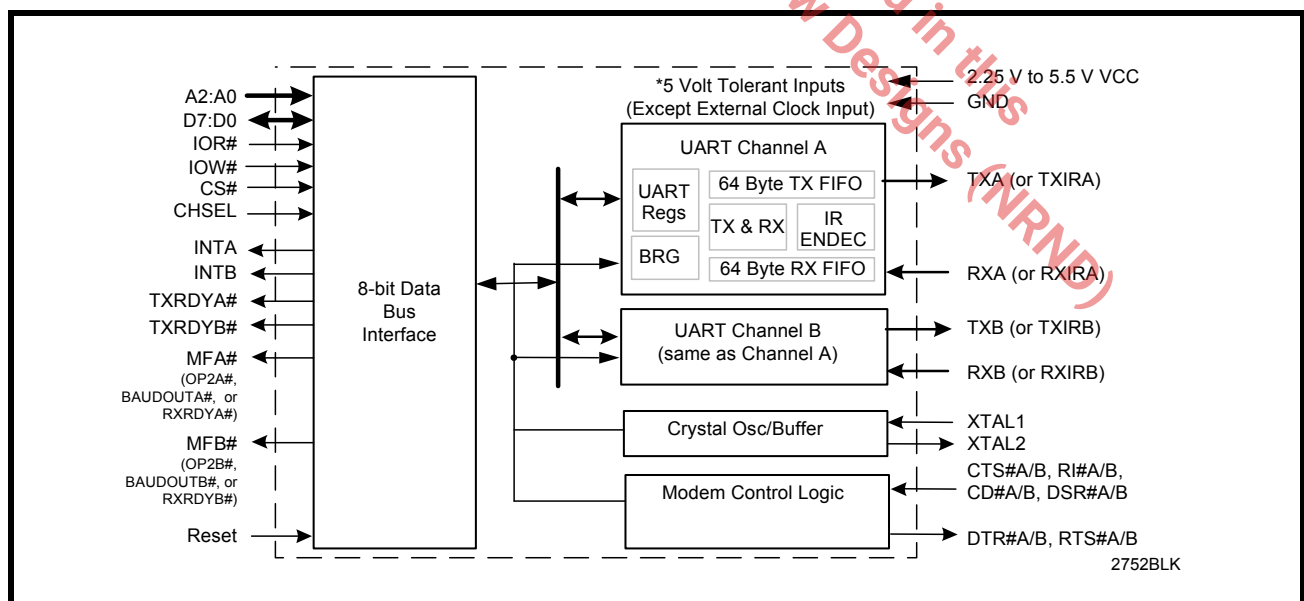 d in this
w Designs (NRND)
*5 Volt Tolerant Inputs
(Except External Clock Input)
2.25 V to 5.5 V VCC
GND
A2:A0
D7:D0
IOR#
IOW#
CS#
CHSEL
INTA
INTB
TXRDYA#
TXRDYB#
MFA#
(OP2A#,
BAUDOUTA#, or
RXRDYA#)
MFB#
(OP2B#,
BAUDOUTB#, or
RXRDYB#)
Reset
8-bit Data
Bus
Interface
UART Channel A
UART
Regs
BRG
64 Byte TX FIFO
TX & RX
IR
ENDEC
64 Byte RX FIFO
UART Channel B
(same as Channel A)
Crystal Osc/Buffer
Modem Control Logic
TXA (or TXIRA)
RXA (or RXIRA)
TXB (or TXIRB)
RXB (or RXIRB)
XTAL1
XTAL2
CTS#A/B, RI#A/B,
CD#A/B, DSR#A/B
DTR#A/B, RTS#A/B
2752BLK